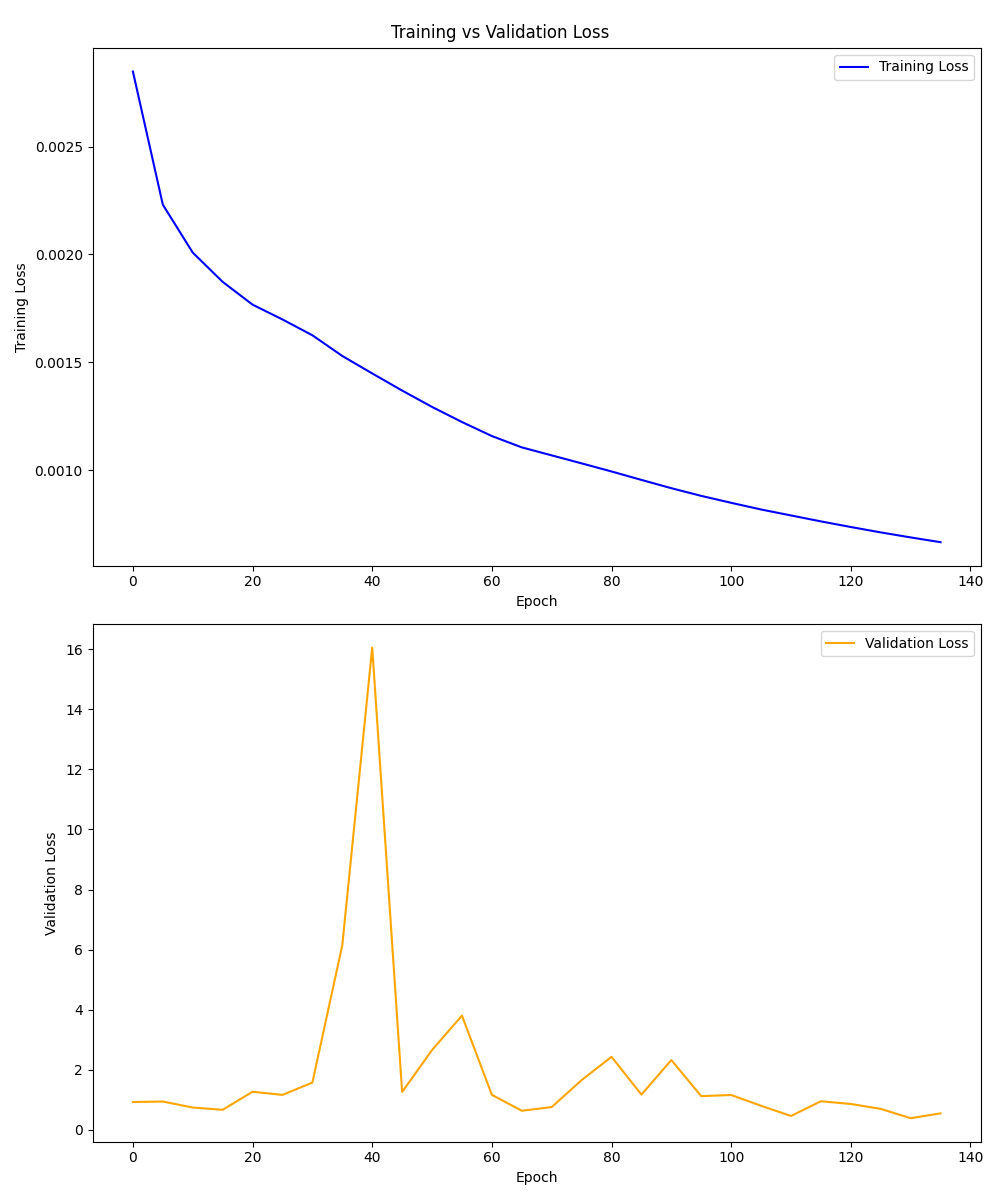 Training vs Validation Loss
Training Loss
0.0025
0.0020
0.0015
0.0010
Training Loss
0 20 40 60 80 100 120 140
Epoch
Validation Loss
16
14
12
10
8
6
4
2
0
Validation Loss
0 20 40 60 80 100 120 140
Epoch